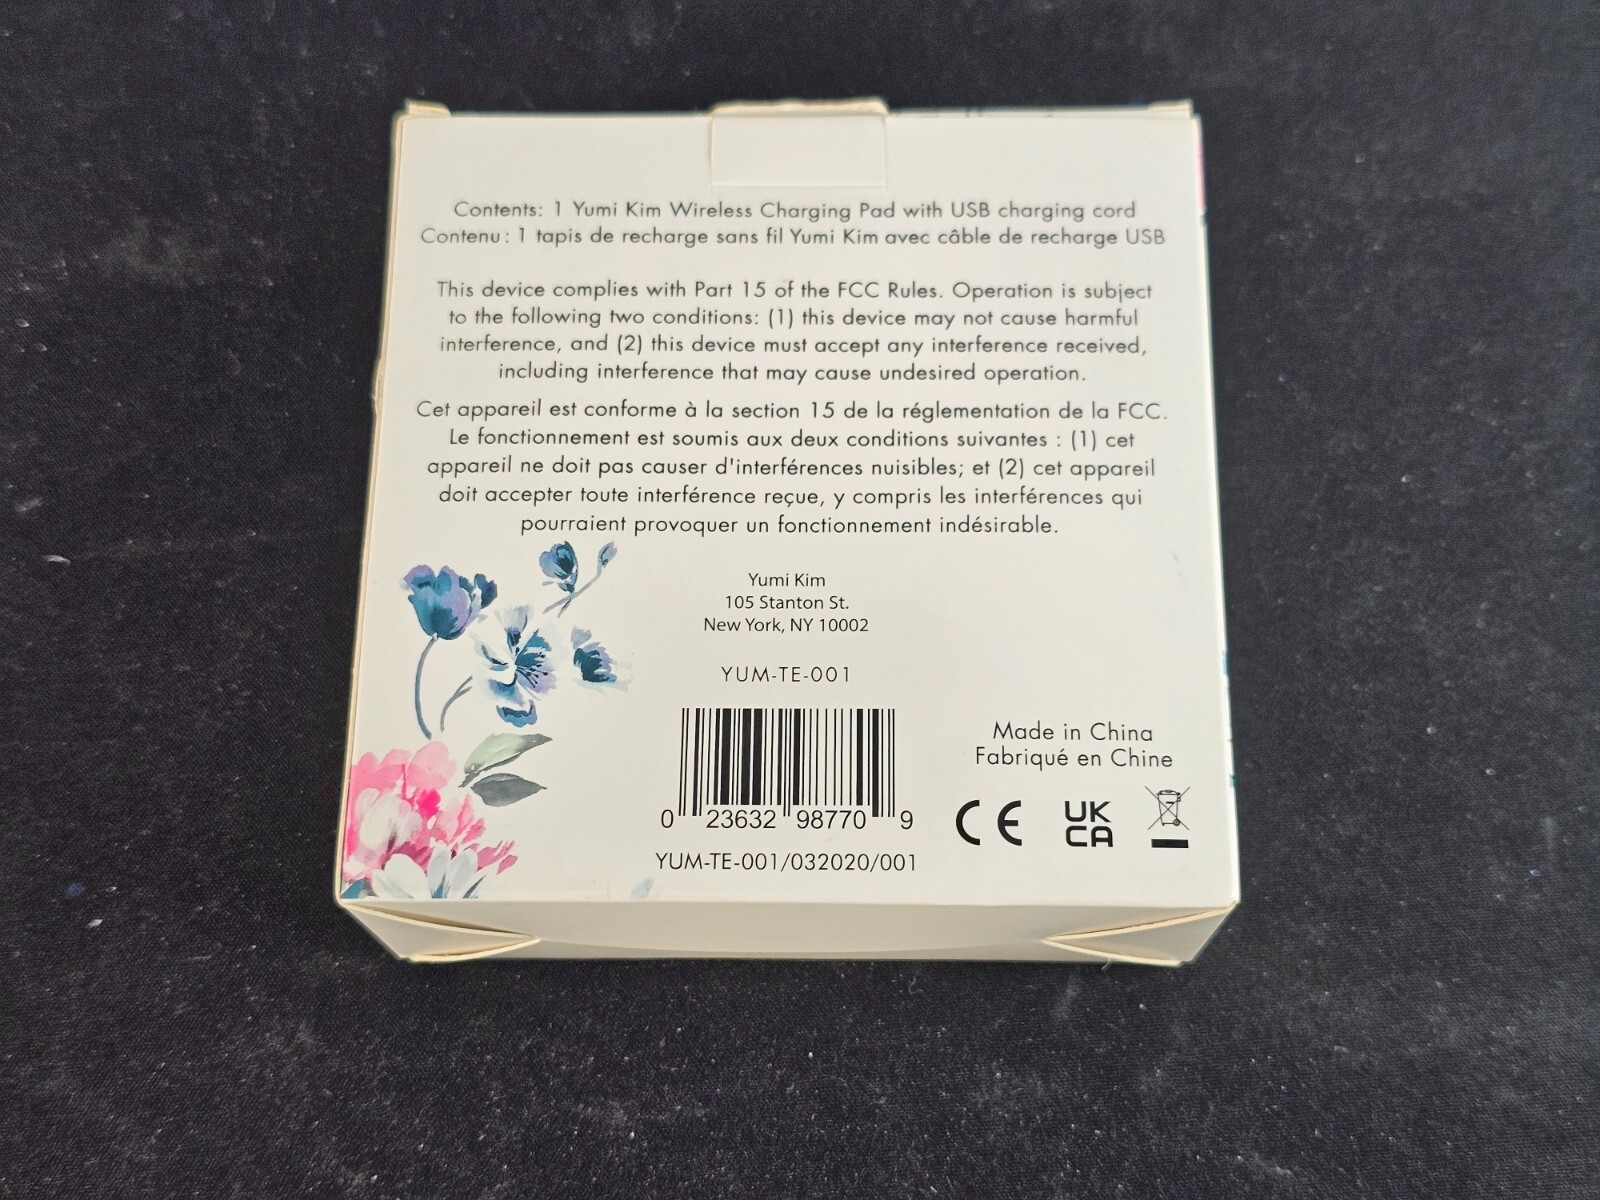 Contents: 1 Yumi Kim Wireless Charging Pad with USB charging cord
Contenu : 1 tapis de recharge sans fil Yumi Kim avec câble de recharge USB
This device complies with Part 15 of the FCC Rules. Operation is subject
to the following two conditions: (1) this device may not cause harmful
interference, and (2) this device must accept any interference received,
including interference that may cause undesired operation.
Cet appareil est conforme à la section 15 de la réglementation de la FCC.
Le fonctionnement est soumis aux deux conditions suivantes : (1) cet
appareil ne doit pas causer d'interférences nuisibles; et (2) cet appareil
doit accepter toute interférence reçue, y compris les interférences qui
pourraient provoquer un fonctionnement indésirable.
Yumi Kim
105 Stanton St.
New York, NY 10002
YUM-TE-001
Made in China
Fabriqué en Chine
0 23632 98770 9
CE UK
CA
YUM-TE-001/032020/001